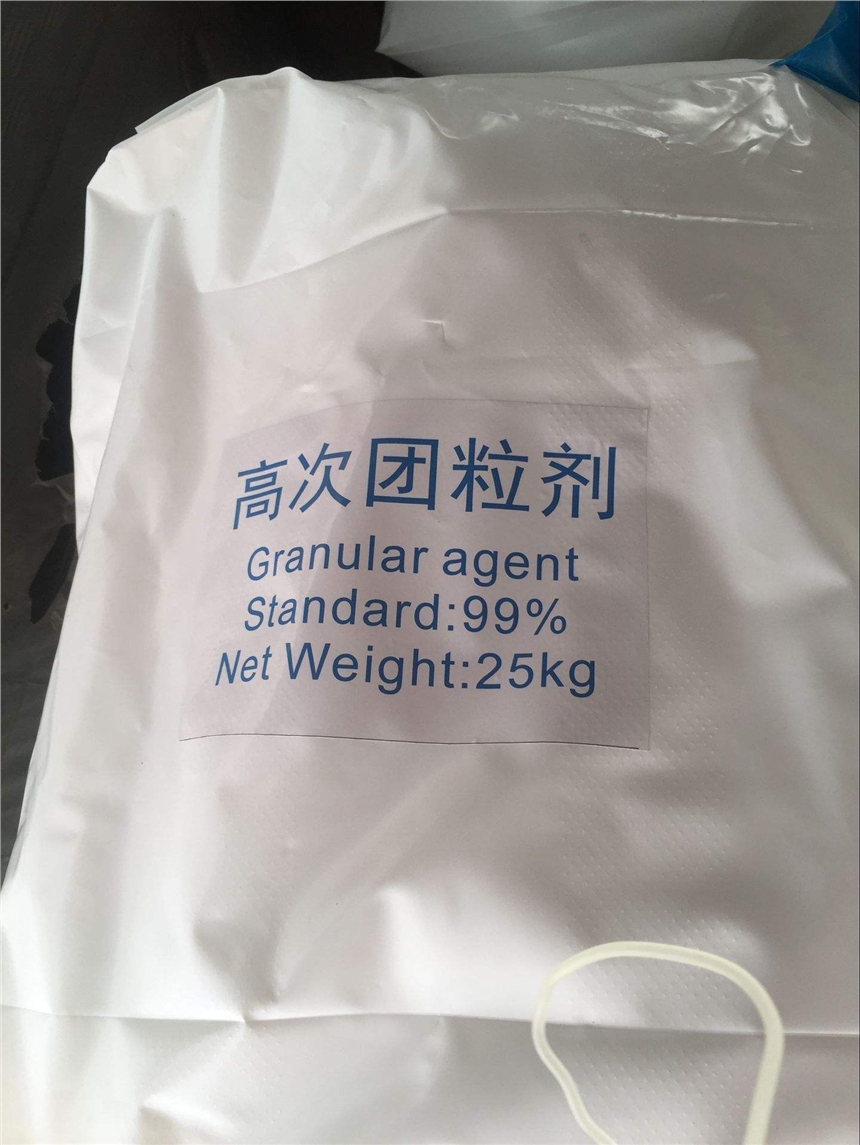 高次团粒剂
Granular agent
Standard:99%
Net Weight:25kg